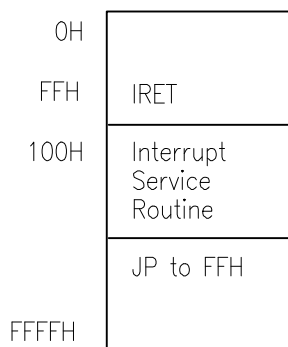 0H
FFH IRET
100H Interrupt
Service
Routine
JP to FFH
FFFFH